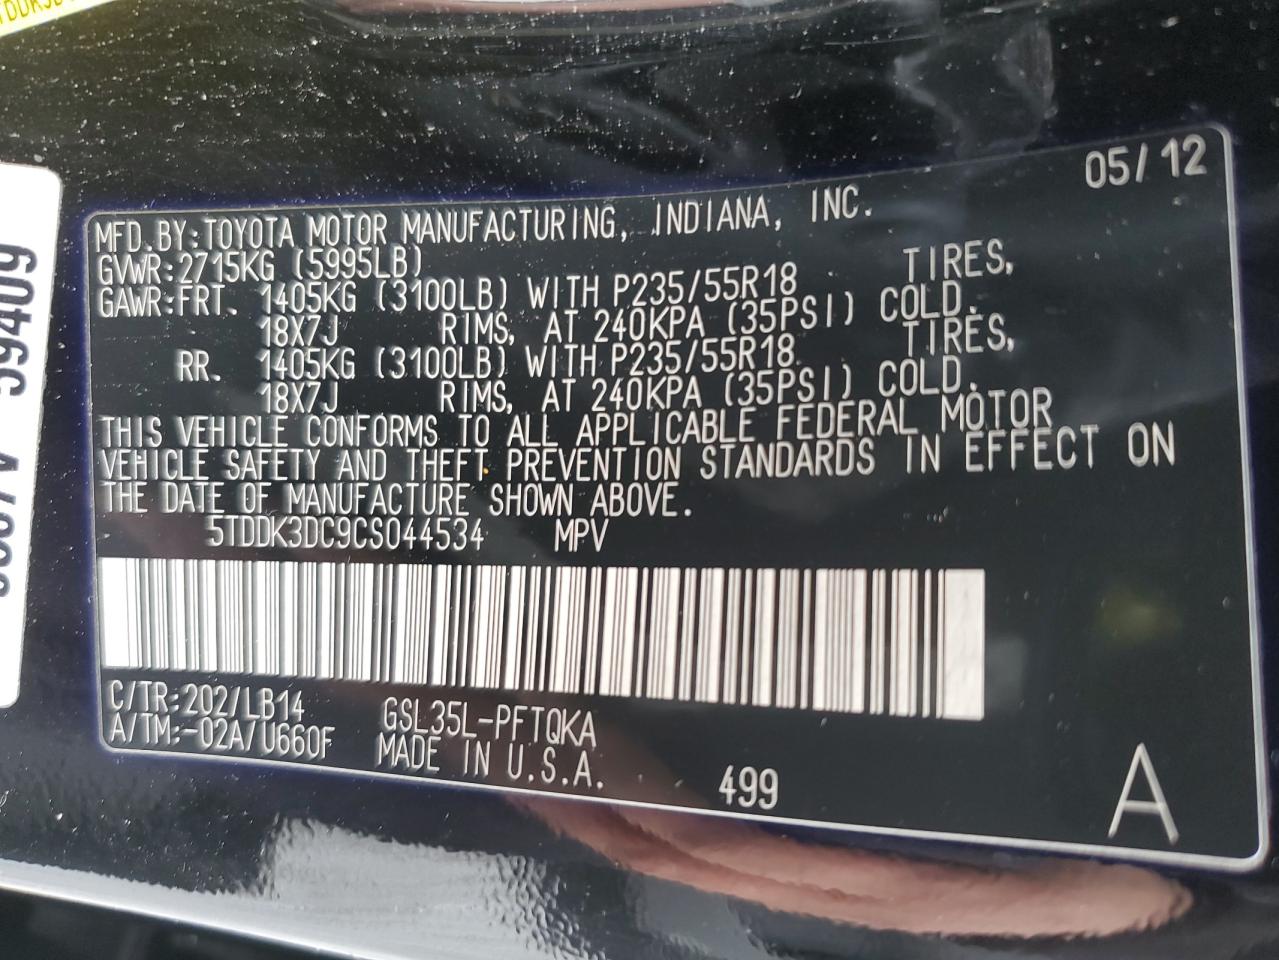 05/12
MFD.BY:TOYOTA MOTOR MANUFACTURING, INDIANA, INC.
GVWR:2715KG (5995LB)
GAWR:FRT. 1405KG (3100LB) WITH P235/55R18 TIRES,
18X7J RIMS, AT 240KPA (35PSI) COLD.
RR. 1405KG (3100LB) WITH P235/55R18 TIRES,
18X7J RIMS, AT 240KPA (35PSI) COLD.
THIS VEHICLE CONFORMS TO ALL APPLICABLE FEDERAL MOTOR
VEHICLE SAFETY AND THEFT PREVENTION STANDARDS IN EFFECT ON
THE DATE OF MANUFACTURE SHOWN ABOVE.
5TDDK3DC9CS044534 MPV
C/TR:202/LB14 GSL35L-PFTQKA
A/TM:-02A/U660F MADE IN U.S.A.
499
A
59409